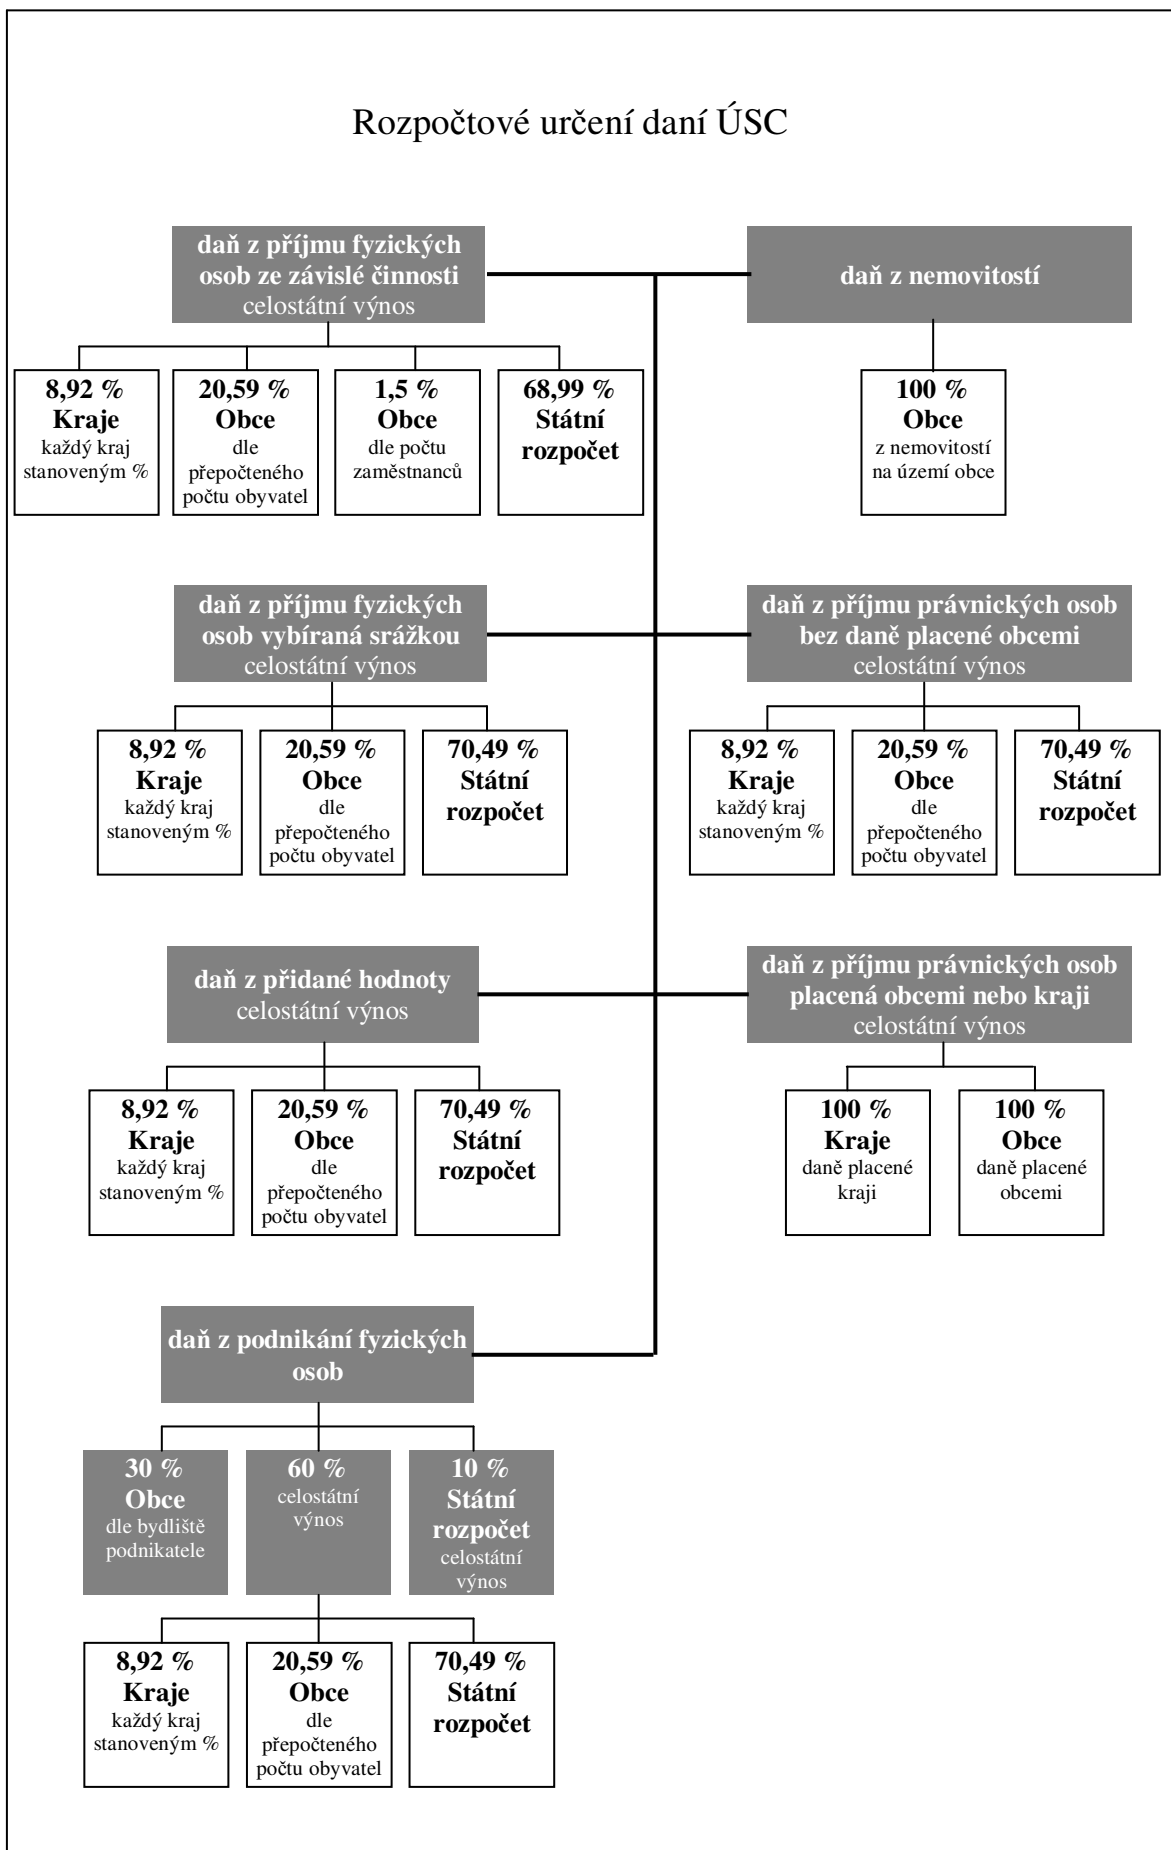 Rozpočtové určení daní ÚSC
daň z příjmu fyzických
osob ze závislé činnosti
celostátní výnos
daň z nemovitostí
8,92 %
Kraje
každý kraj
stanoveným %
20,59 %
Obce
dle
přepočteného
počtu obyvatel
1,5 %
Obce
dle počtu
zaměstnanců
68,99 %
Státní
rozpočet
100 %
Obce
z nemovitostí
na území obce
daň z příjmu fyzických
osob vybíraná srážkou
celostátní výnos
daň z příjmu právnických osob
bez daně placené obcemi
celostátní výnos
8,92 %
Kraje
každý kraj
stanoveným %
20,59 %
Obce
dle
přepočteného
počtu obyvatel
70,49 %
Státní
rozpočet
8,92 %
Kraje
každý kraj
stanoveným %
20,59 %
Obce
dle
přepočteného
počtu obyvatel
70,49 %
Státní
rozpočet
daň z přidané hodnoty
celostátní výnos
daň z příjmu právnických osob
placená obcemi nebo kraji
celostátní výnos
8,92 %
Kraje
každý kraj
stanoveným %
20,59 %
Obce
dle
přepočteného
počtu obyvatel
70,49 %
Státní
rozpočet
100 %
Kraje
daně placené
kraji
100 %
Obce
daně placené
obcemi
daň z podnikání fyzických
osob
30 %
Obce
dle bydliště
podnikatele
60 %
celostátní
výnos
10 %
Státní
rozpočet
celostátní
výnos
8,92 %
Kraje
každý kraj
stanoveným %
20,59 %
Obce
dle
přepočteného
počtu obyvatel
70,49 %
Státní
rozpočet